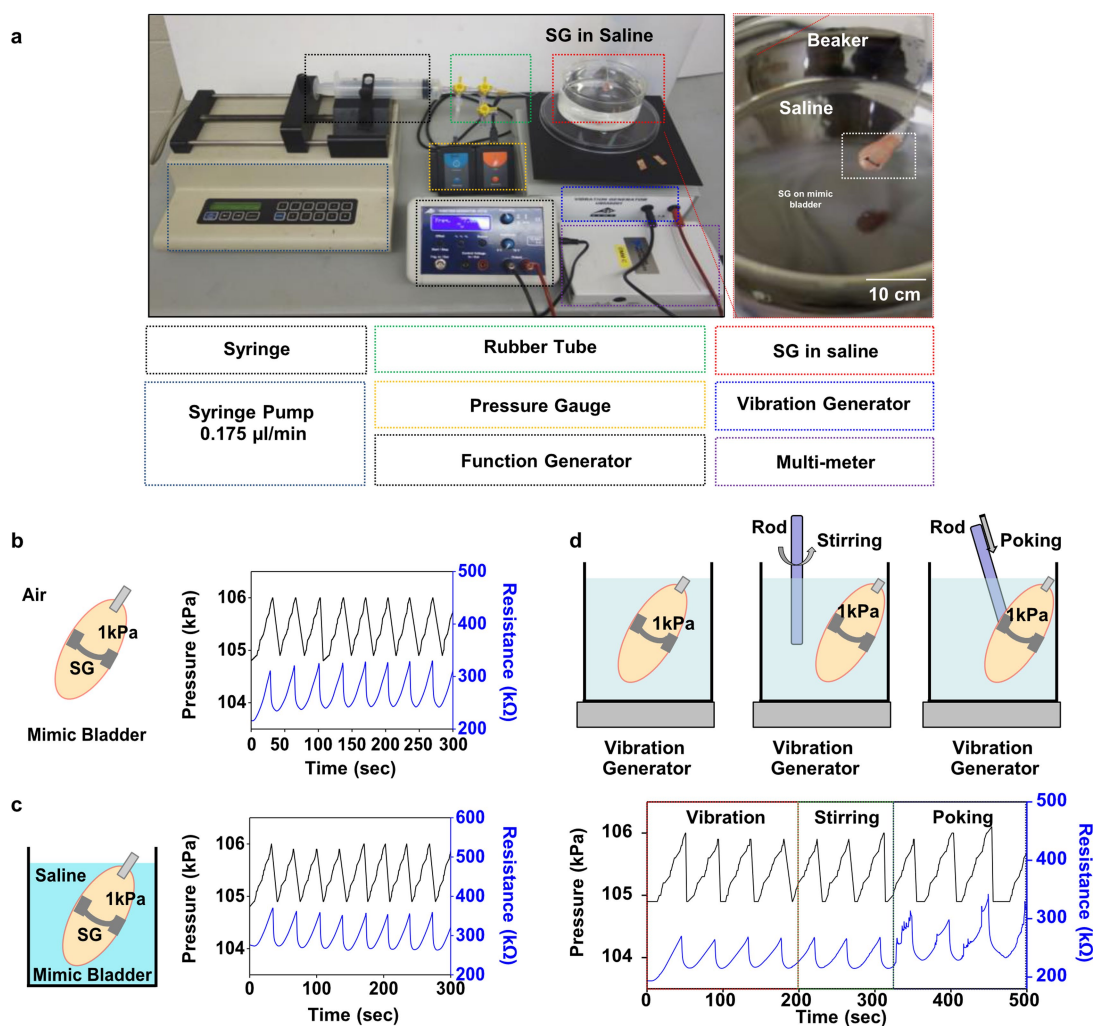 a
SG in Saline
Beaker
Saline
SG on mimic
bladder
10 cm
Syringe
Rubber Tube
SG in saline
Syringe Pump
0.175 µl/min
Pressure Gauge
Vibration Generator
Function Generator
Multi-meter
b
Air
1kPa
SG
Mimic Bladder
Pressure (kPa)
106
105
104
Resistance (kΩ)
500
400
300
200
0 50 100 150 200 250 300
Time (sec)
c
Saline
1kPa
SG
Mimic Bladder
Pressure (kPa)
106
105
104
Resistance (kΩ)
600
500
400
300
200
0 100 200 300
Time (sec)
d
Rod
Stirring
Rod
Poking
1kPa
1kPa
1kPa
Vibration
Generator
Vibration
Generator
Vibration
Generator
Vibration Stirring Poking
Pressure (kPa)
106
105
104
Resistance (kΩ)
500
400
300
200
0 100 200 300 400 500
Time (sec)